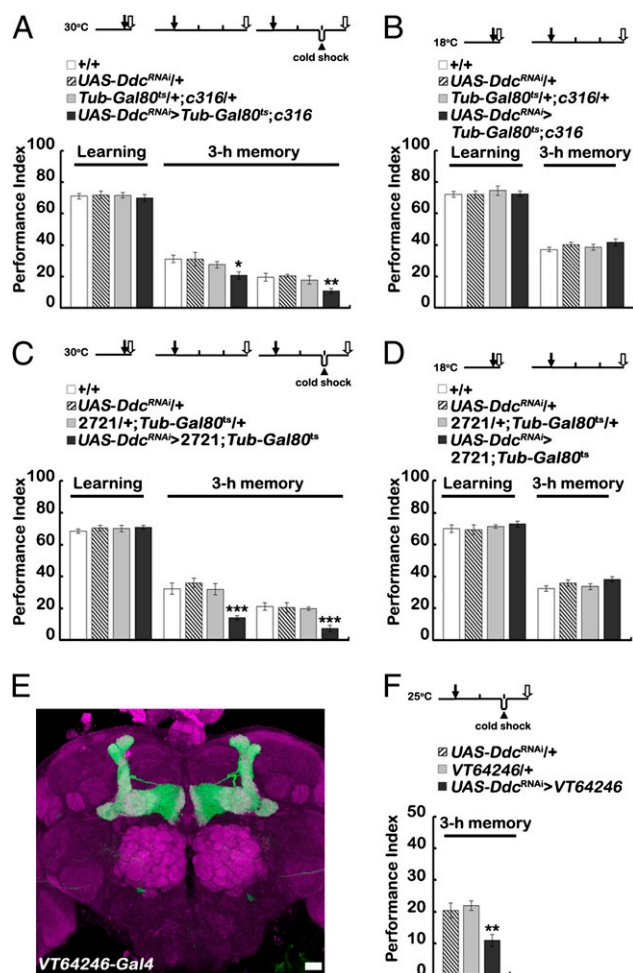 A
30°C
cold shock
+/+
UAS-Ddc^RNAi/+
Tub-Gal80^ts/+;c316/+
UAS-Ddc^RNAi>Tub-Gal80^ts;c316
Performance Index
100
80
60
40
20
0
Learning
3-h memory
*
**
B
18°C
+/+
UAS-Ddc^RNAi/+
Tub-Gal80^ts/+;c316/+
UAS-Ddc^RNAi>
Tub-Gal80^ts;c316
Performance Index
100
80
60
40
20
0
Learning
3-h memory
C
30°C
cold shock
+/+
UAS-Ddc^RNAi/+
2721/+;Tub-Gal80^ts/+
UAS-Ddc^RNAi>2721;Tub-Gal80^ts
Performance Index
100
80
60
40
20
0
Learning
3-h memory
***
***
D
18°C
+/+
UAS-Ddc^RNAi/+
2721/+;Tub-Gal80^ts/+
UAS-Ddc^RNAi>
2721;Tub-Gal80^ts
Performance Index
100
80
60
40
20
0
Learning
3-h memory
E
VT64246-Gal4
F
25°C
cold shock
UAS-Ddc^RNAi/+
VT64246/+
UAS-Ddc^RNAi>VT64246
Performance Index
50
40
30
20
10
0
3-h memory
**